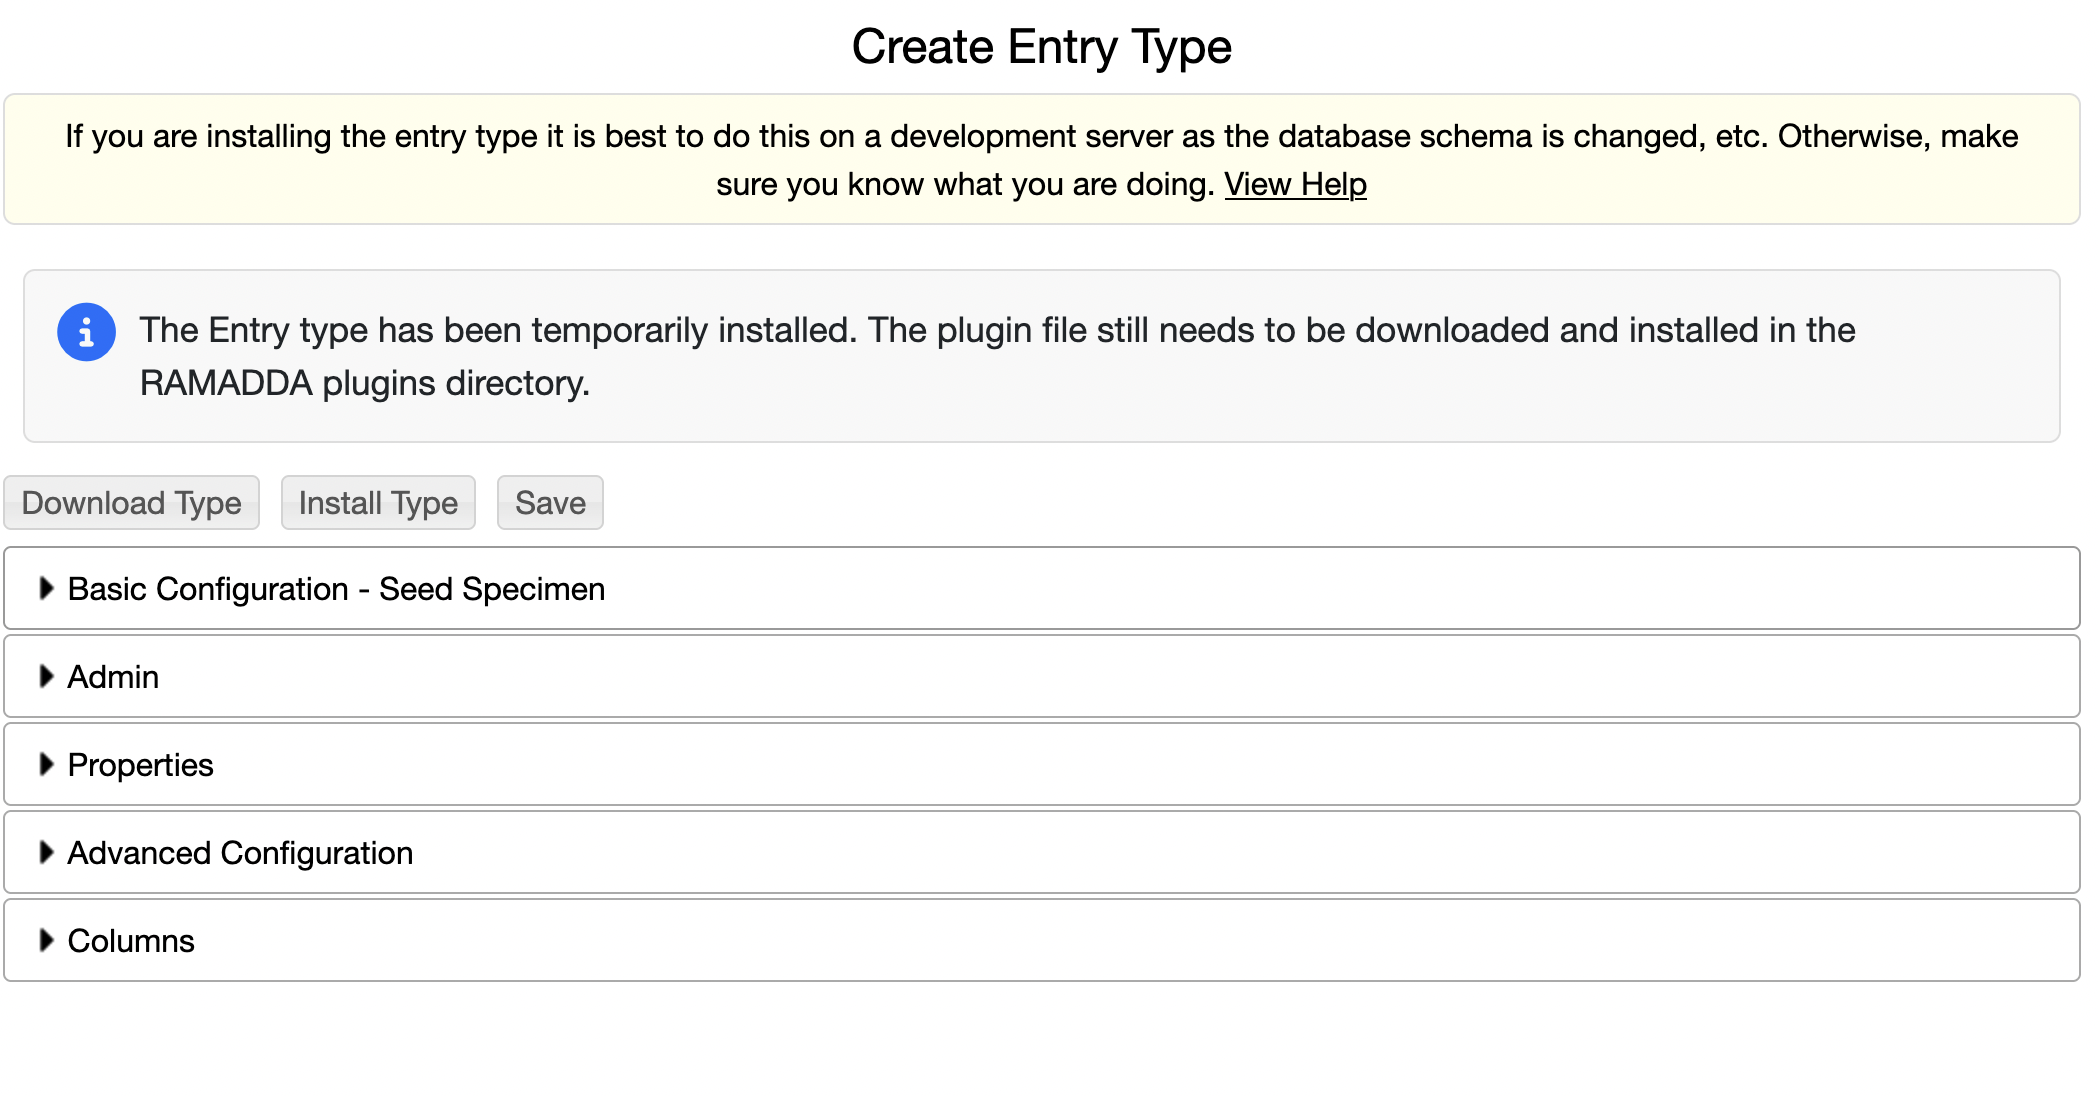 Create Entry Type
If you are installing the entry type it is best to do this on a development server as the database schema is changed, etc. Otherwise, make
sure you know what you are doing. View Help
The Entry type has been temporarily installed. The plugin file still needs to be downloaded and installed in the
RAMADDA plugins directory.
Download Type Install Type Save
Basic Configuration - Seed Specimen
Admin
Properties
Advanced Configuration
Columns